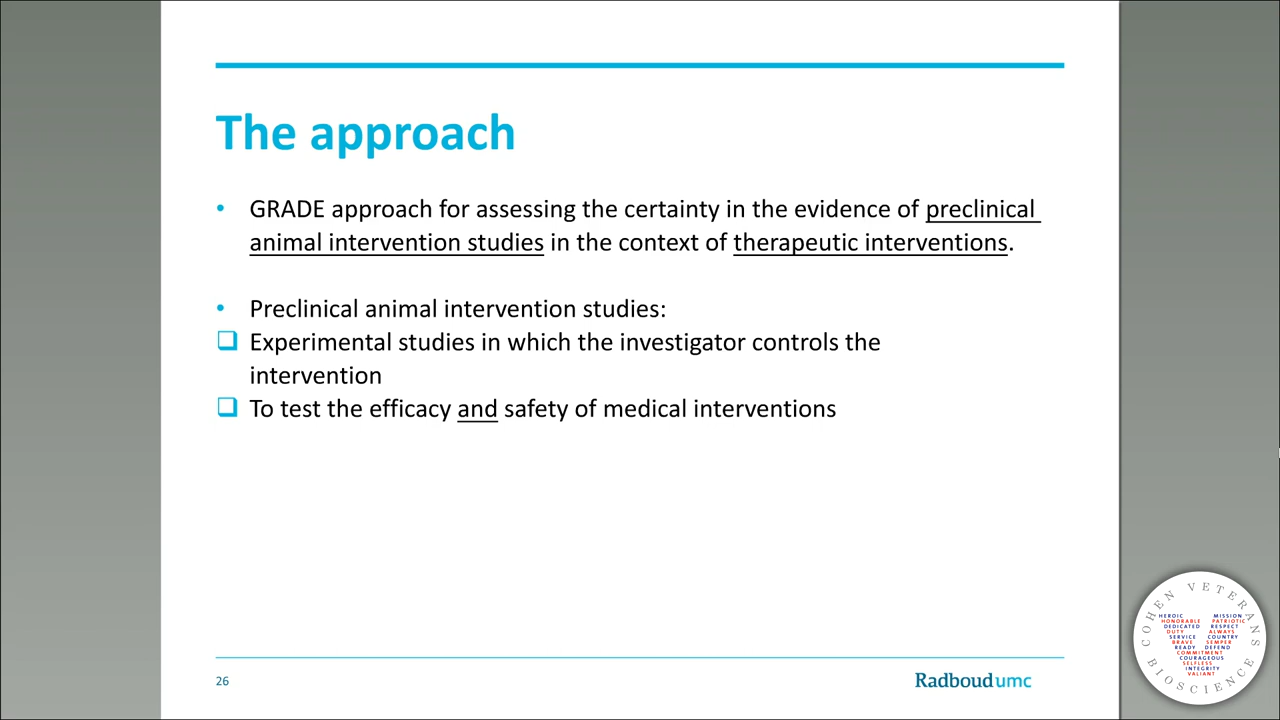 The approach
• GRADE approach for assessing the certainty in the evidence of preclinical
animal intervention studies in the context of therapeutic interventions.
• Preclinical animal intervention studies:
❑ Experimental studies in which the investigator controls the
intervention
❑ To test the efficacy and safety of medical interventions
26
Radboudumc
COHEN VETERANS
BIOSCIENCE
HEROIC MISSION
HONORABLE PATRIOTIC
DEDICATED RESPECT
DUTY ALWAYS
SERVICE COUNTRY
BRAVE SEMPER
READY DEFEND
COMMITMENT
COURAGEOUS
SELFLESS
INTEGRITY
VALIANT